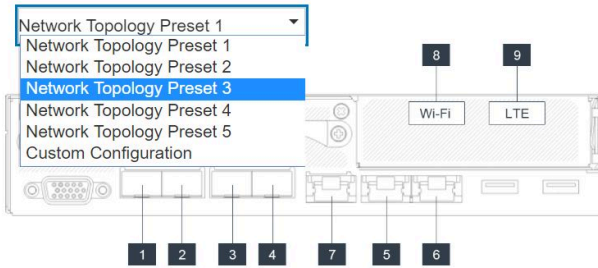 Network Topology Preset 1
Network Topology Preset 1
Network Topology Preset 2
Network Topology Preset 3
Network Topology Preset 4
Network Topology Preset 5
Custom Configuration
8 9
Wi-Fi LTE
1 2 3 4 7 5 6